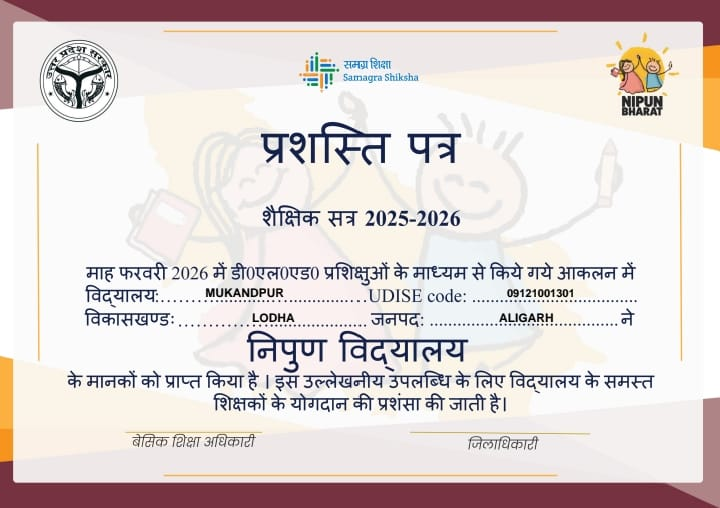 उत्तर प्रदेश सरकार
समग्र शिक्षा
Samagra Shiksha
NIPUN
BHARAT
प्रशस्ति पत्र
शैक्षिक सत्र 2025-2026
माह फरवरी 2026 में डी0एल0एड0 प्रशिक्षुओं के माध्यम से किये गये आकलन में
विद्यालयः......MUKANDPUR..................UDISE code: ......09121001301..................
विकासखण्डः ............LODHA.................. जनपदः ............ALIGARH..................ने
निपुण विद्यालय
के मानकों को प्राप्त किया है । इस उल्लेखनीय उपलब्धि के लिए विद्यालय के समस्त
शिक्षकों के योगदान की प्रशंसा की जाती है।
बेसिक शिक्षा अधिकारी
जिलाधिकारी